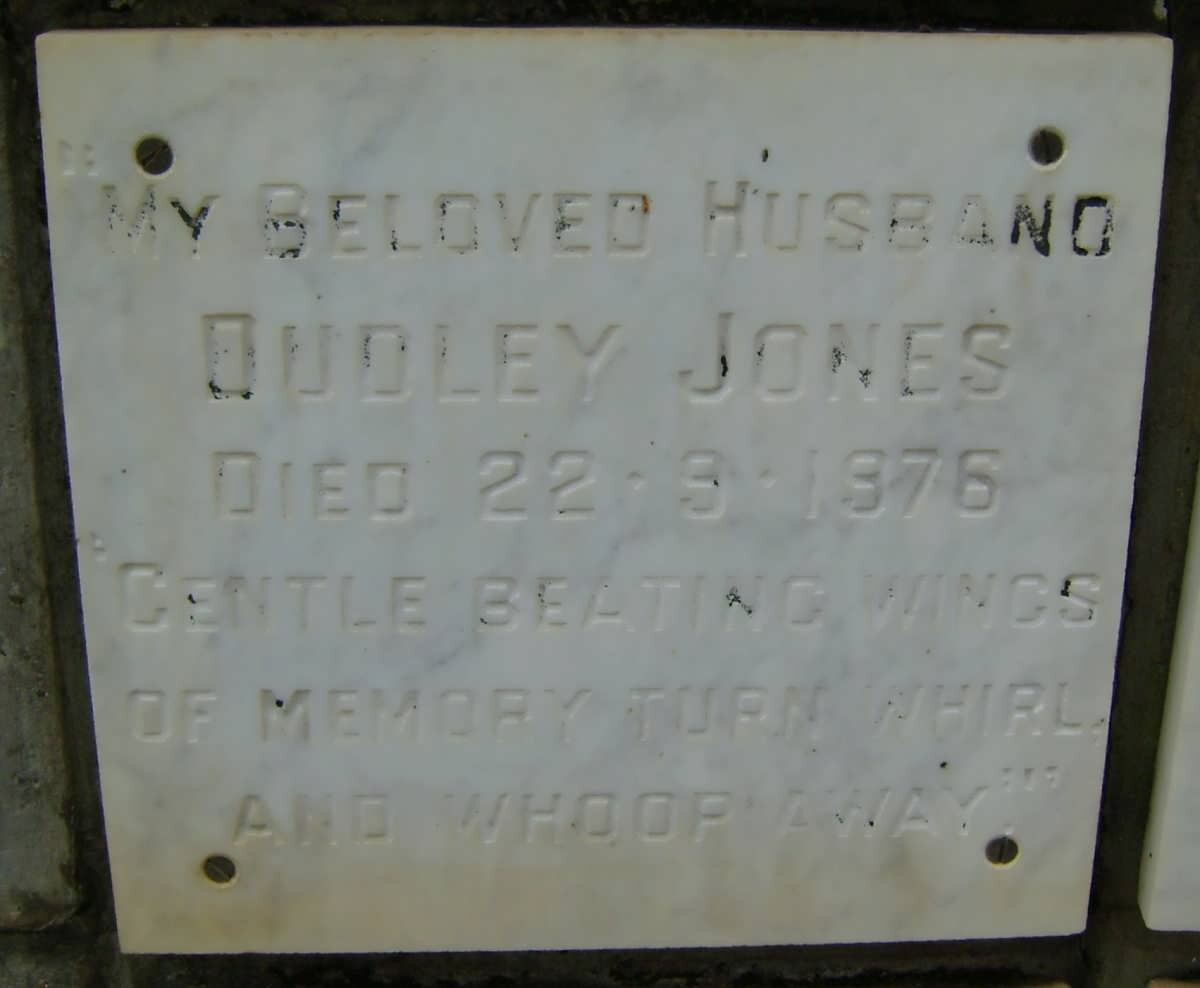 "My Beloved Husband
Dudley Jones
Died 22·9·1976
'Gentle beating wings
of memory turn whirl,
and whoop away.'"